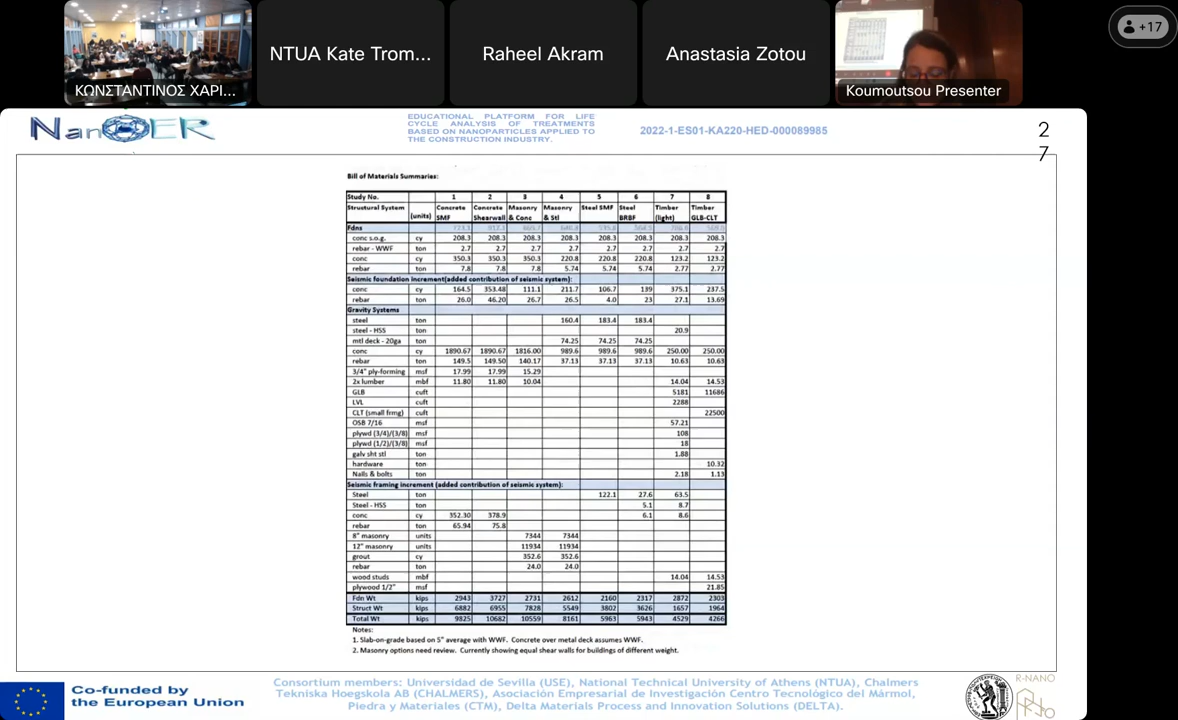 ΚΩΝΣΤΑΝΤΙΝΟΣ ΧΑΡΙ...
NTUA Kate Trom...
Raheel Akram
Anastasia Zotou
Koumoutsou Presenter
+17
NanOER
EDUCATIONAL PLATFORM FOR LIFE
CYCLE ANALYSIS OF TREATMENTS
BASED ON NANOPARTICLES APPLIED TO
THE CONSTRUCTION INDUSTRY.
2022-1-ES01-KA220-HED-000089985
2
7
Bill of Materials Summaries:
Study No. 1 2 3 4 5 6 7 8
Structural System (units) Concrete SMF Concrete Shearwall Masonry & Conc Masonry & Stl Steel SMF Steel BRBF Timber (light) Timber GLB-CLT
Fdns
conc s.o.g. cy 208.3 208.3 208.3 208.3 208.3 208.3 208.3 208.3
rebar - WWF ton 2.7 2.7 2.7 2.7 2.7 2.7 2.7 2.7
conc cy 350.3 350.3 350.3 220.8 220.8 220.8 123.2 123.2
rebar ton 7.8 7.8 7.8 5.74 5.74 5.74 2.77 2.77
Seismic foundation increment(added contribution of seismic system):
conc cy 164.5 353.48 111.1 211.7 106.7 139 375.1 237.5
rebar ton 26.0 46.20 26.7 26.5 4.0 23 27.1 13.69
Gravity Systems
steel ton 160.4 183.4 183.4
steel - HSS ton 20.9
mtl deck - 20ga ton 74.25 74.25 74.25
conc cy 1890.67 1890.67 1816.00 989.6 989.6 989.6 250.00 250.00
rebar ton 149.5 149.50 140.17 37.13 37.13 37.13 10.63 10.63
3/4" ply-forming msf 17.99 17.99 15.29
2x lumber mbf 11.80 11.80 10.04 14.04 14.53
GLB cuft 5181 11686
LVL cuft 2288
CLT (small frmg) cuft 22500
OSB 7/16 msf 57.21
plywd (3/4)/(3/8) msf 108
plywd (1/2)/(3/8) msf 18
galv sht stl ton 1.88
hardware ton 10.32
Nails & bolts ton 2.18 1.13
Seismic framing increment (added contribution of seismic system):
Steel ton 122.1 27.6 63.5
Steel - HSS ton 5.1 8.7
conc cy 352.30 378.9 6.1 8.6
rebar ton 65.94 75.8
8" masonry units 7344 7344
12" masonry units 11934 11934
grout cy 352.6 352.6
rebar ton 24.0 24.0
wood studs mbf 14.04 14.53
plywood 1/2" msf 21.85
Fdn Wt kips 2943 3727 2731 2612 2160 2317 2872 2303
Struct Wt kips 6882 6955 7828 5549 3802 3626 1657 1964
Total Wt kips 9825 10682 10559 8161 5963 5943 4529 4266
Notes:
1. Slab-on-grade based on 5" average with WWF. Concrete over metal deck assumes WWF.
2. Masonry options need review. Currently showing equal shear walls for buildings of different weight.
Co-funded by
the European Union
Consortium members: Universidad de Sevilla (USE), National Technical University of Athens (NTUA), Chalmers
Tekniska Hoegskola AB (CHALMERS), Asociación Empresarial de Investigación Centro Tecnológico del Mármol,
Piedra y Materiales (CTM), Delta Materials Process and Innovation Solutions (DELTA).
R-NANO